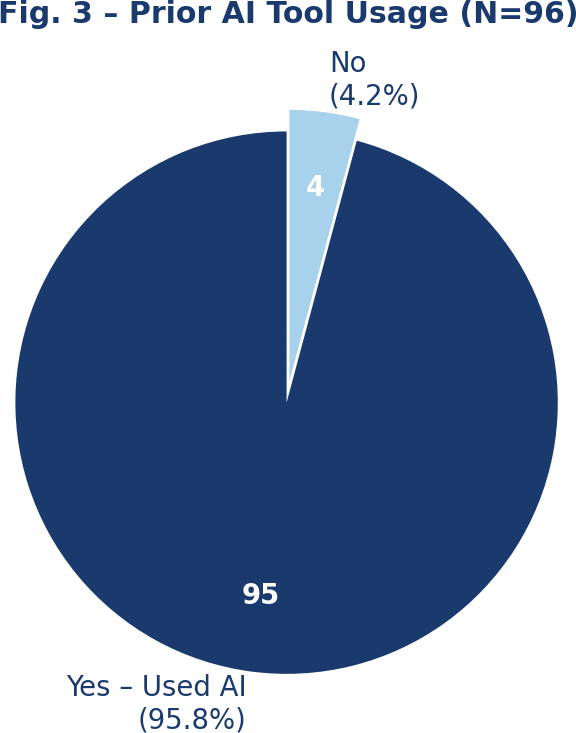 Fig. 3 – Prior AI Tool Usage (N=96)
No
(4.2%)
4
95
Yes – Used AI
(95.8%)